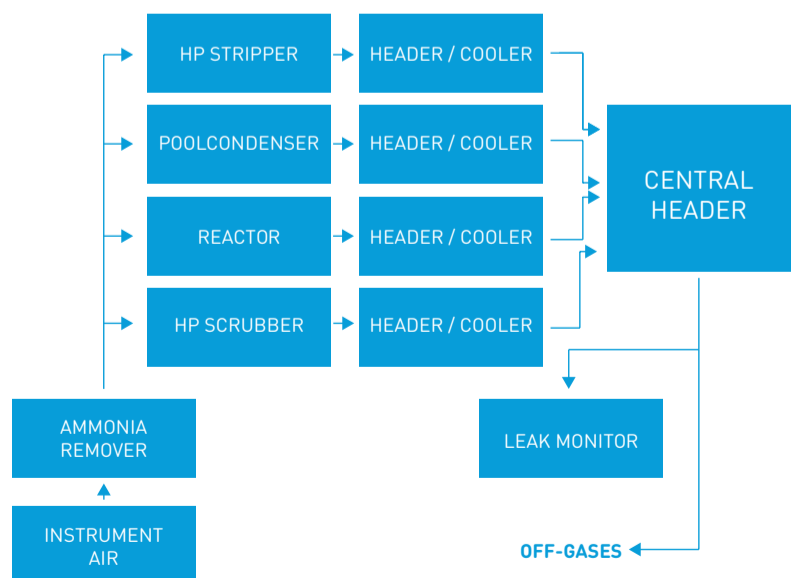 HP STRIPPER
HEADER / COOLER
POOLCONDENSER
HEADER / COOLER
REACTOR
HEADER / COOLER
HP SCRUBBER
HEADER / COOLER
CENTRAL
HEADER
AMMONIA
REMOVER
LEAK MONITOR
INSTRUMENT
AIR
OFF-GASES